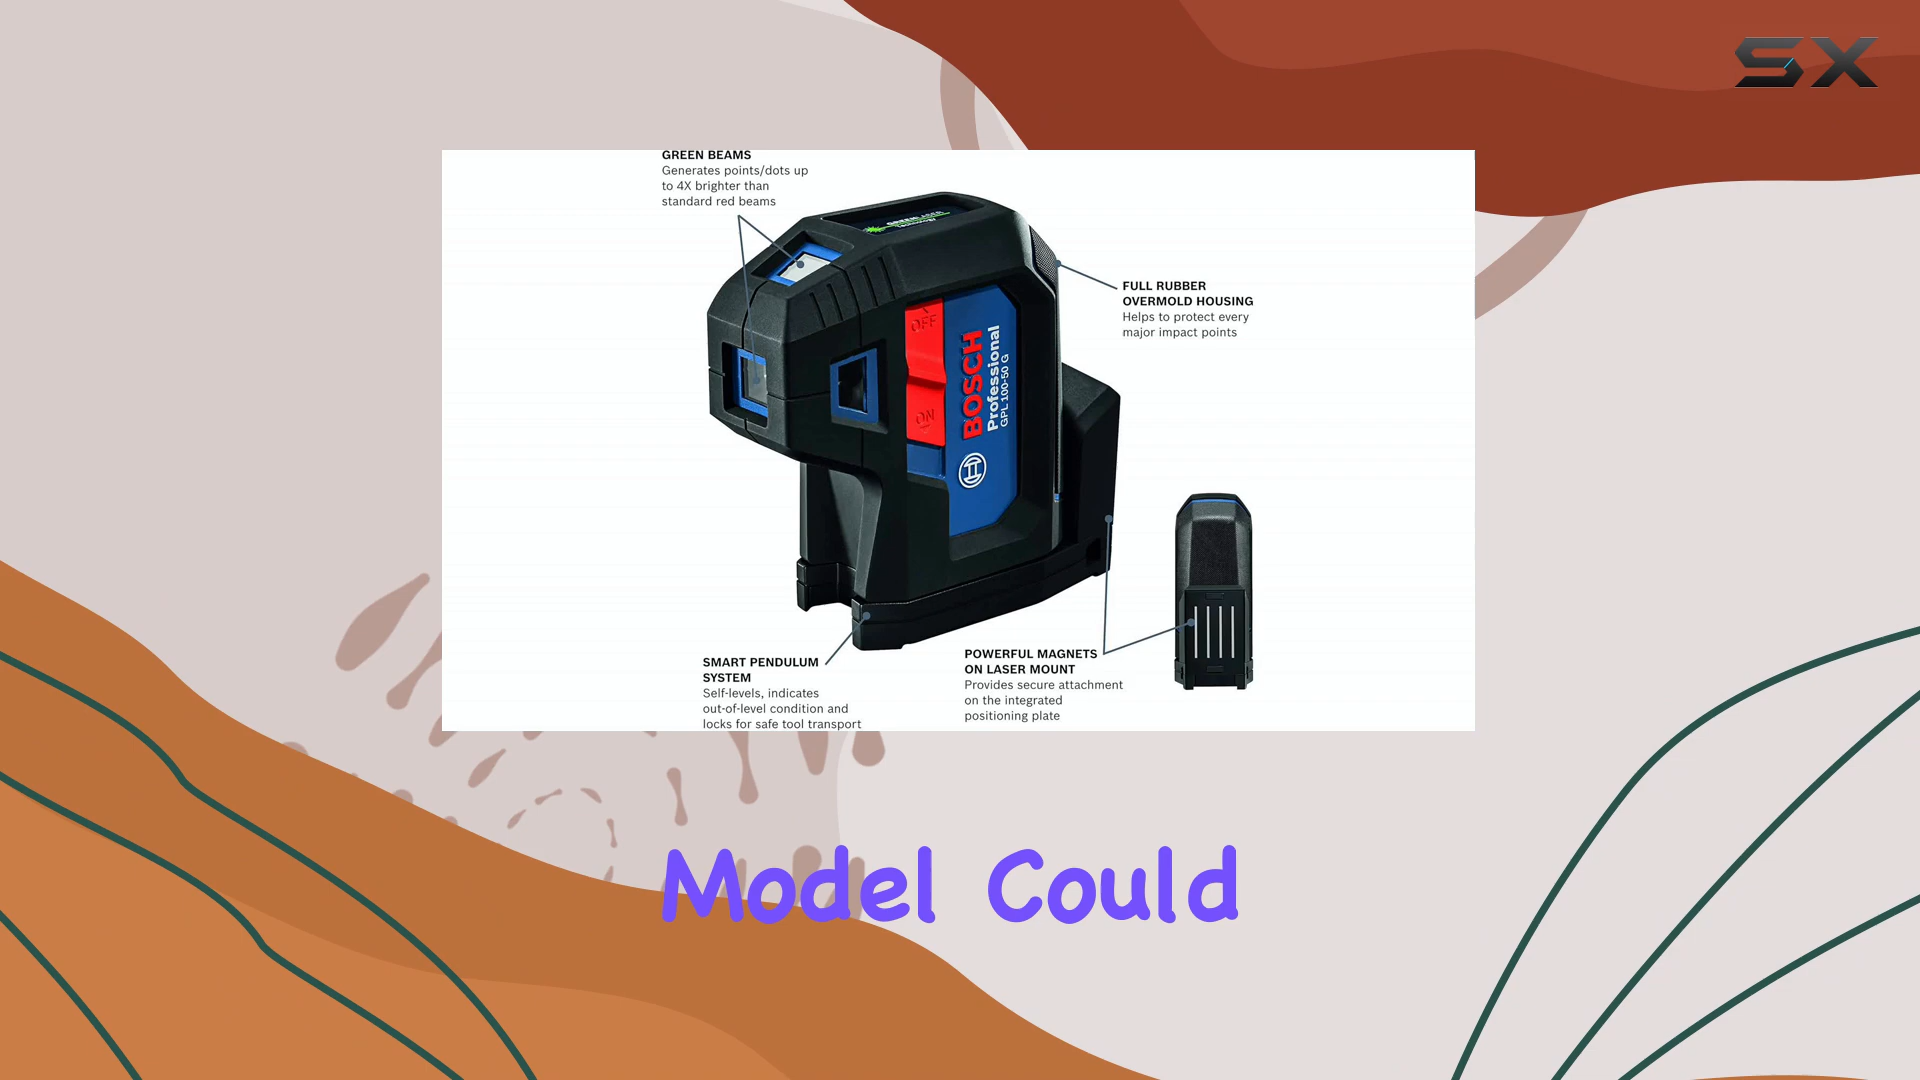 SX
GREEN BEAMS
Generates points/dots up
to 4X brighter than
standard red beams
GREEN LASER
Technology
FULL RUBBER
OVERMOLD HOUSING
Helps to protect every
major impact points
OFF
ON
BOSCH
Professional
GPL 100-50 G
SMART PENDULUM
SYSTEM
Self-levels, indicates
out-of-level condition and
locks for safe tool transport
POWERFUL MAGNETS
ON LASER MOUNT
Provides secure attachment
on the integrated
positioning plate
Model Could